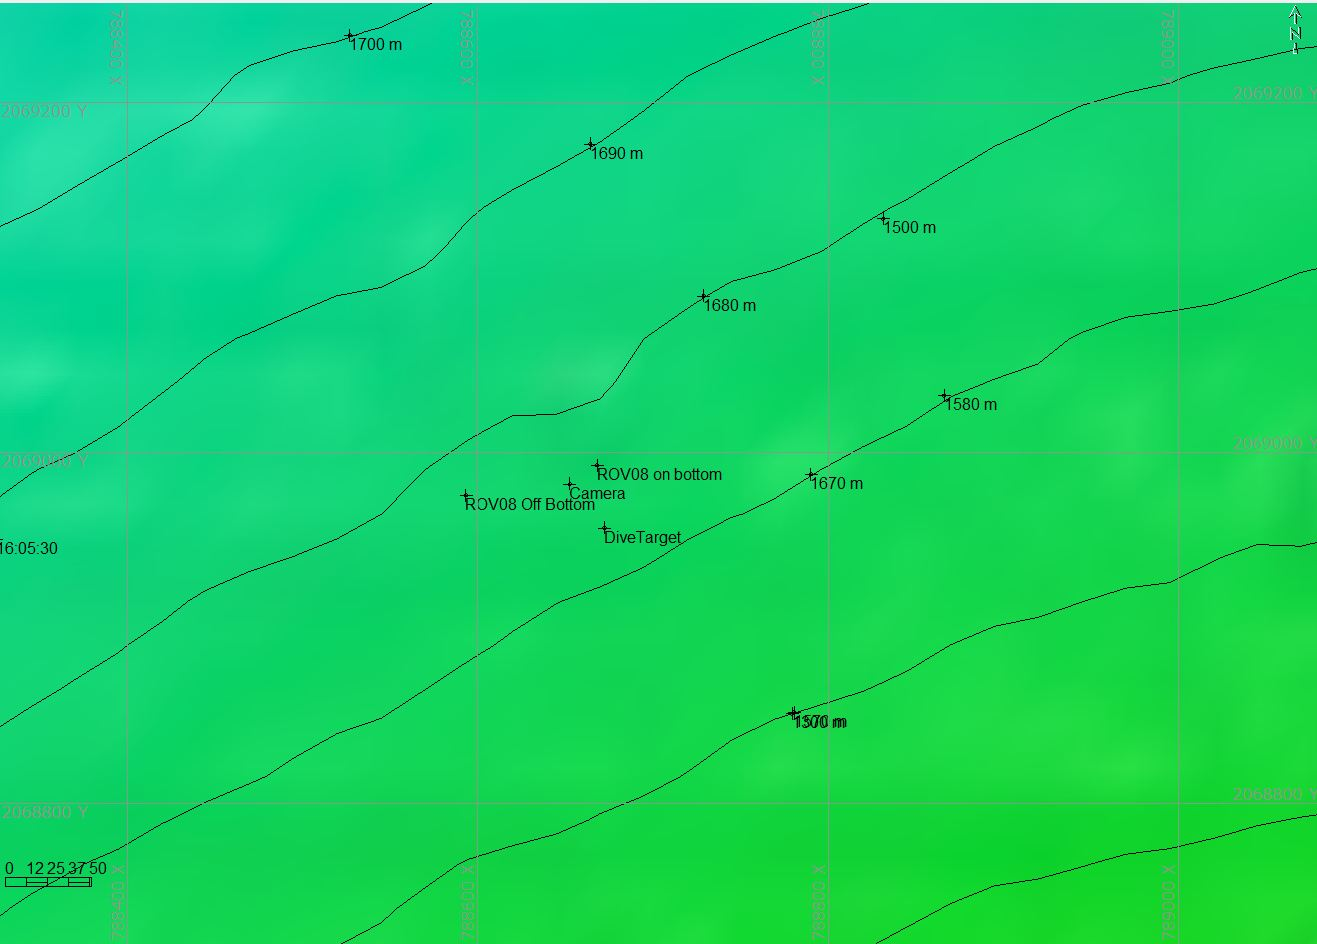 788400 X
788600 X
788800 X
789000 X
N
1700 m
2069200 Y
2069200 Y
1690 m
1500 m
1680 m
1580 m
2069000 Y
2069000 Y
ROV08 on bottom
1670 m
Camera
ROV08 Off Bottom
DiveTarget
16:05:30
2068800 Y
2068800 Y
0 12 25 37 50
788400 X
788600 X
788800 X
789000 X